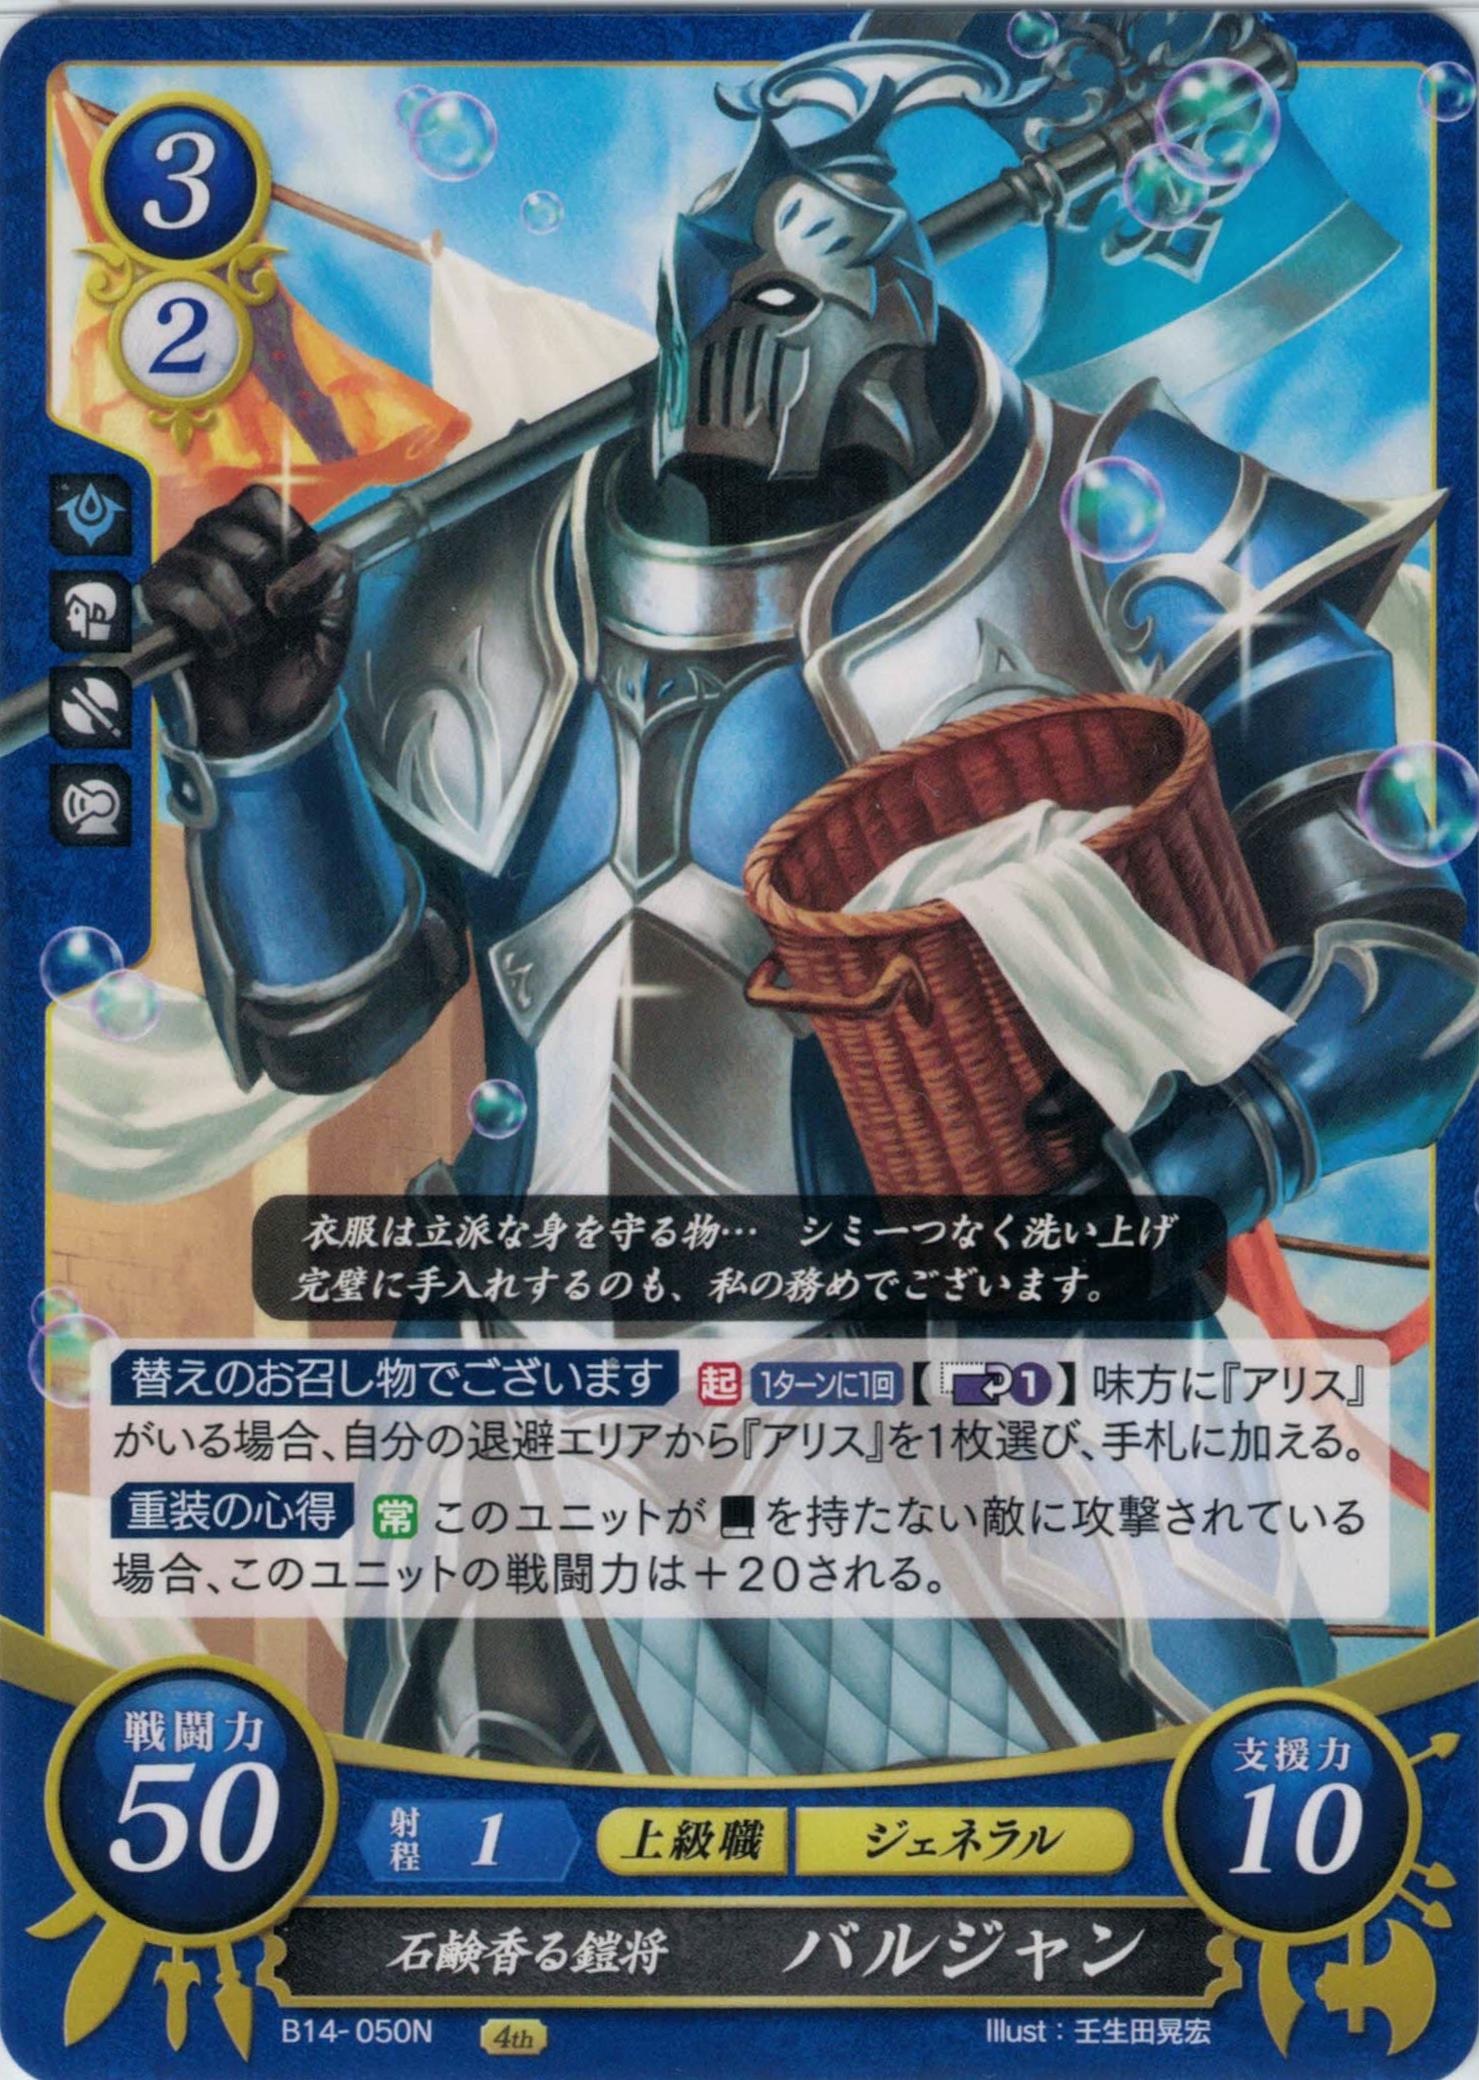 3
2
衣服は立派な身を守る物… シミ一つなく洗い上げ
完璧に手入れするのも、私の務めでございます。
替えのお召し物でございます 起 1ターンに1回 【 1 】味方に『アリス』
がいる場合、自分の退避エリアから『アリス』を1枚選び、手札に加える。
重装の心得 常 このユニットが を持たない敵に攻撃されている
場合、このユニットの戦闘力は＋20される。
戦闘力
50
射程 1
上級職 ジェネラル
支援力
10
石鹸香る鎧将 バルジャン
B14-050N 4th Illust：壬生田晃宏